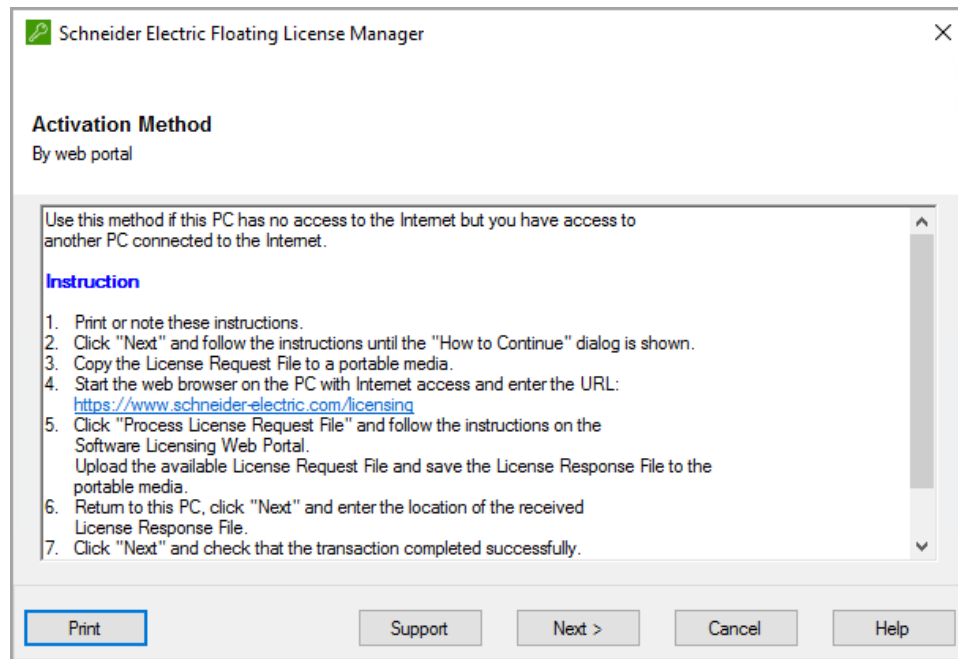 Schneider Electric Floating License Manager
Activation Method
By web portal
Use this method if this PC has no access to the Internet but you have access to
another PC connected to the Internet.
Instruction
1. Print or note these instructions.
2. Click "Next" and follow the instructions until the "How to Continue" dialog is shown.
3. Copy the License Request File to a portable media.
4. Start the web browser on the PC with Internet access and enter the URL:
https://www.schneider-electric.com/licensing
5. Click "Process License Request File" and follow the instructions on the
Software Licensing Web Portal.
Upload the available License Request File and save the License Response File to the
portable media.
6. Return to this PC, click "Next" and enter the location of the received
License Response File.
7. Click "Next" and check that the transaction completed successfully.
Print
Support
Next >
Cancel
Help